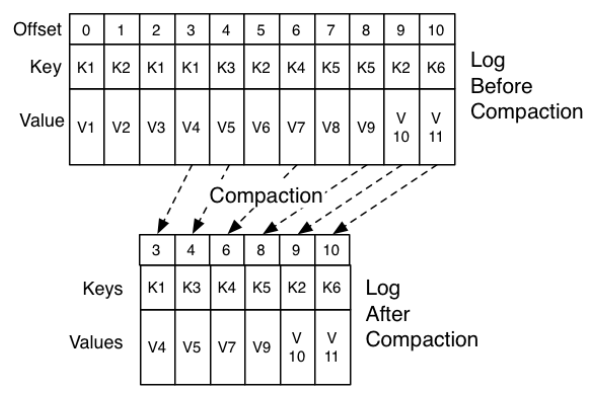 Offset 0 1 2 3 4 5 6 7 8 9 10
Key K1 K2 K1 K1 K3 K2 K4 K5 K5 K2 K6
Value V1 V2 V3 V4 V5 V6 V7 V8 V9 V 10 V 11
Log
Before
Compaction
Compaction
3 4 6 8 9 10
Keys K1 K3 K4 K5 K2 K6
Values V4 V5 V7 V9 V 10 V 11
Log
After
Compaction